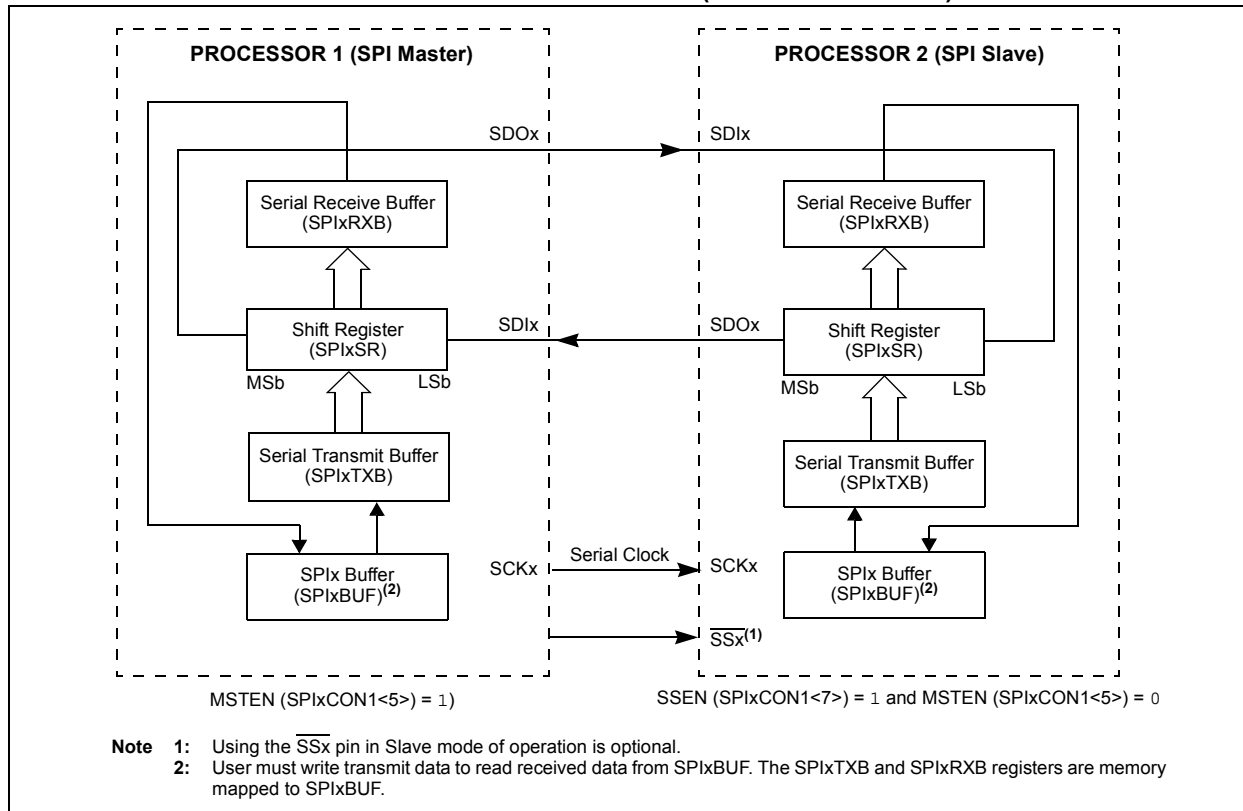 PROCESSOR 1 (SPI Master)
PROCESSOR 2 (SPI Slave)
SDOx
SDIx
Serial Receive Buffer
(SPIxRXB)
Serial Receive Buffer
(SPIxRXB)
Shift Register
(SPIxSR)
MSb
LSb
SDIx
SDOx
Shift Register
(SPIxSR)
MSb
LSb
Serial Transmit Buffer
(SPIxTXB)
Serial Transmit Buffer
(SPIxTXB)
SPIx Buffer
(SPIxBUF)(2)
SCKx
Serial Clock
SCKx
SPIx Buffer
(SPIxBUF)(2)
SSx(1)
MSTEN (SPIxCON1<5>) = 1)
SSEN (SPIxCON1<7>) = 1 and MSTEN (SPIxCON1<5>) = 0
Note 1: Using the SSx pin in Slave mode of operation is optional.
2: User must write transmit data to read received data from SPIxBUF. The SPIxTXB and SPIxRXB registers are memory
mapped to SPIxBUF.